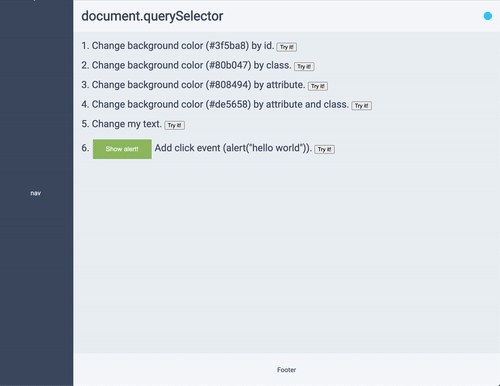 document.querySelector
1. Change background color (#3f5ba8) by id. Try it!
2. Change background color (#80b047) by class. Try it!
3. Change background color (#808494) by attribute. Try it!
4. Change background color (#de5658) by attribute and class. Try it!
5. Change my text. Try it!
6. Show alert! Add click event (alert("hello world")). Try it!
nav
Footer